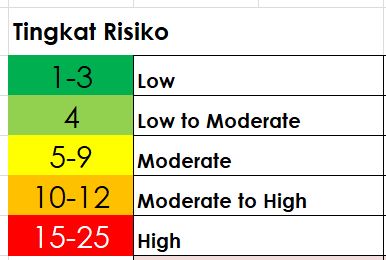 Tingkat Risiko
1-3 Low
4 Low to Moderate
5-9 Moderate
10-12 Moderate to High
15-25 High